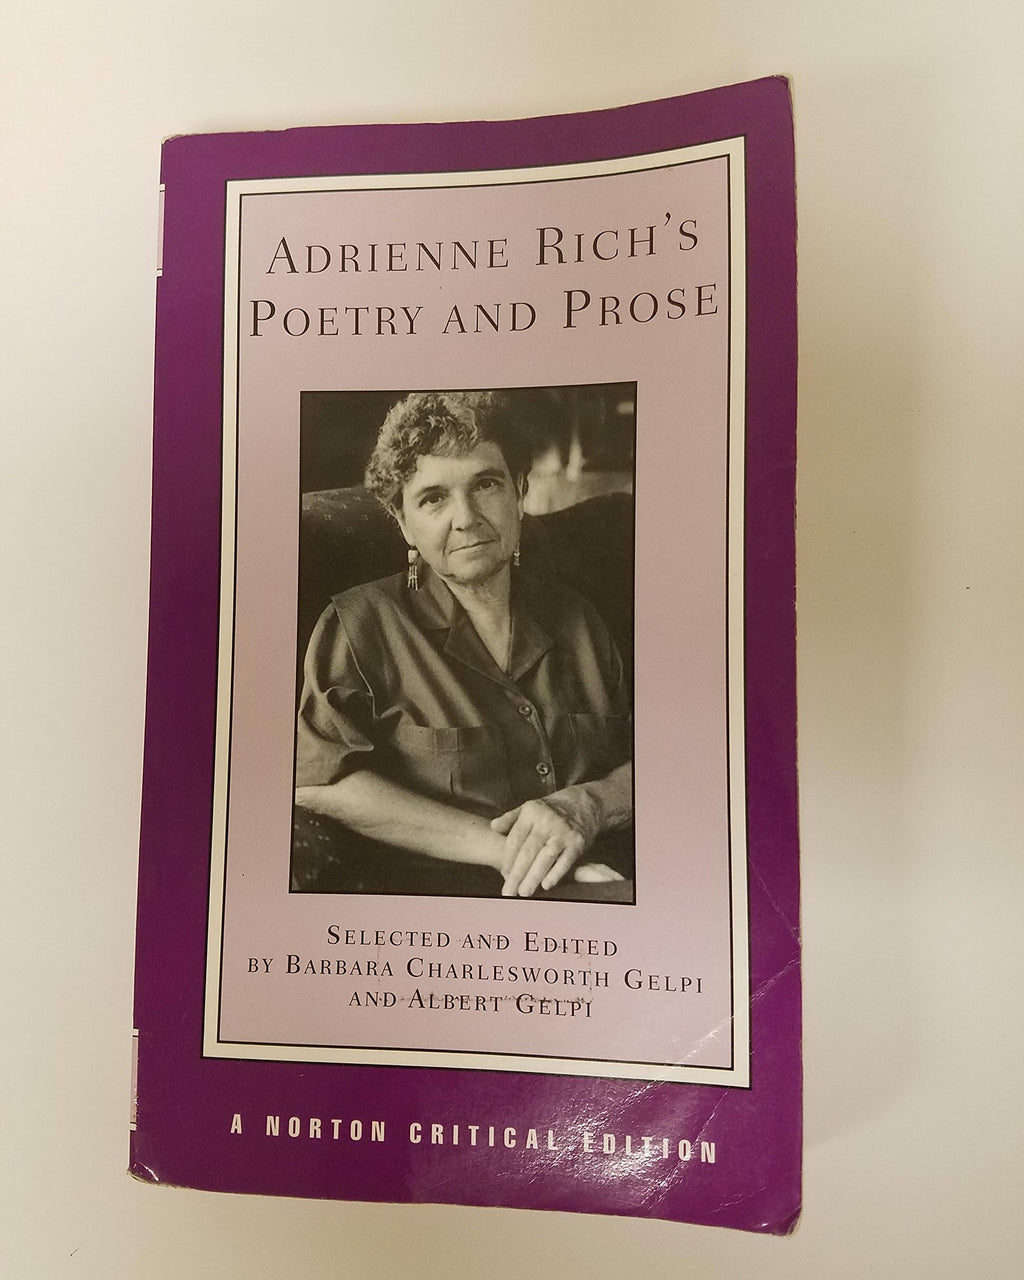 ADRIENNE RICH'S
POETRY AND PROSE
SELECTED AND EDITED
BY BARBARA CHARLESWORTH GELPI
AND ALBERT GELPI
A NORTON CRITICAL EDITION